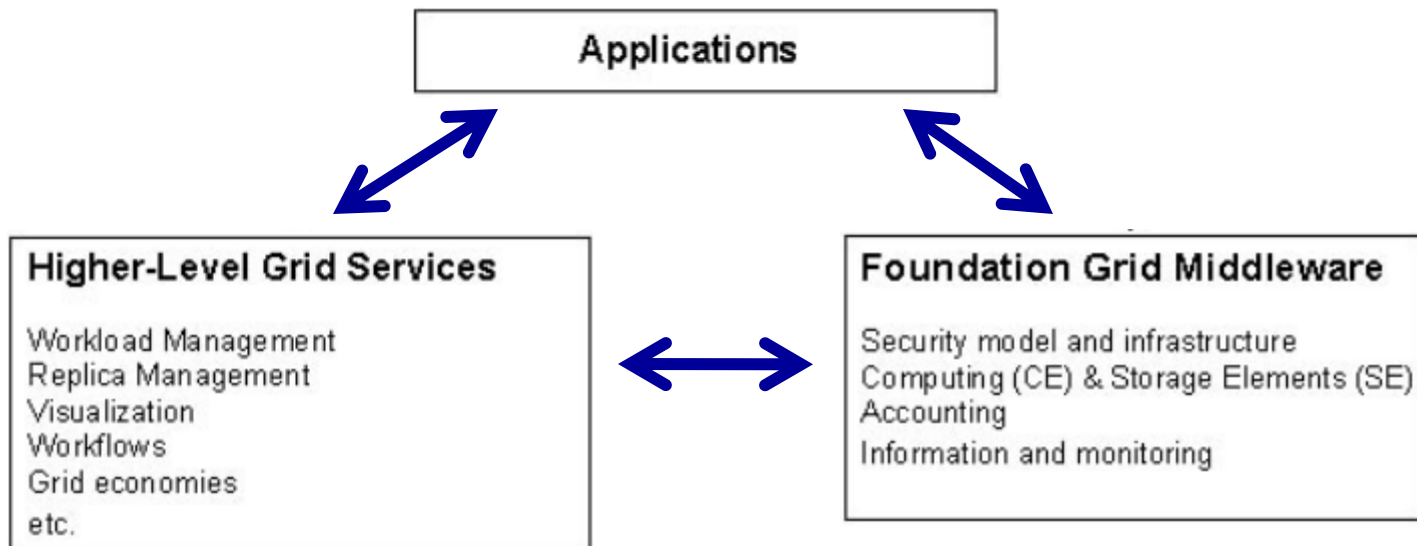 Applications
Higher-Level Grid Services
Workload Management
Replica Management
Visualization
Workflows
Grid economies
etc.
Foundation Grid Middleware
Security model and infrastructure
Computing (CE) & Storage Elements (SE)
Accounting
Information and monitoring